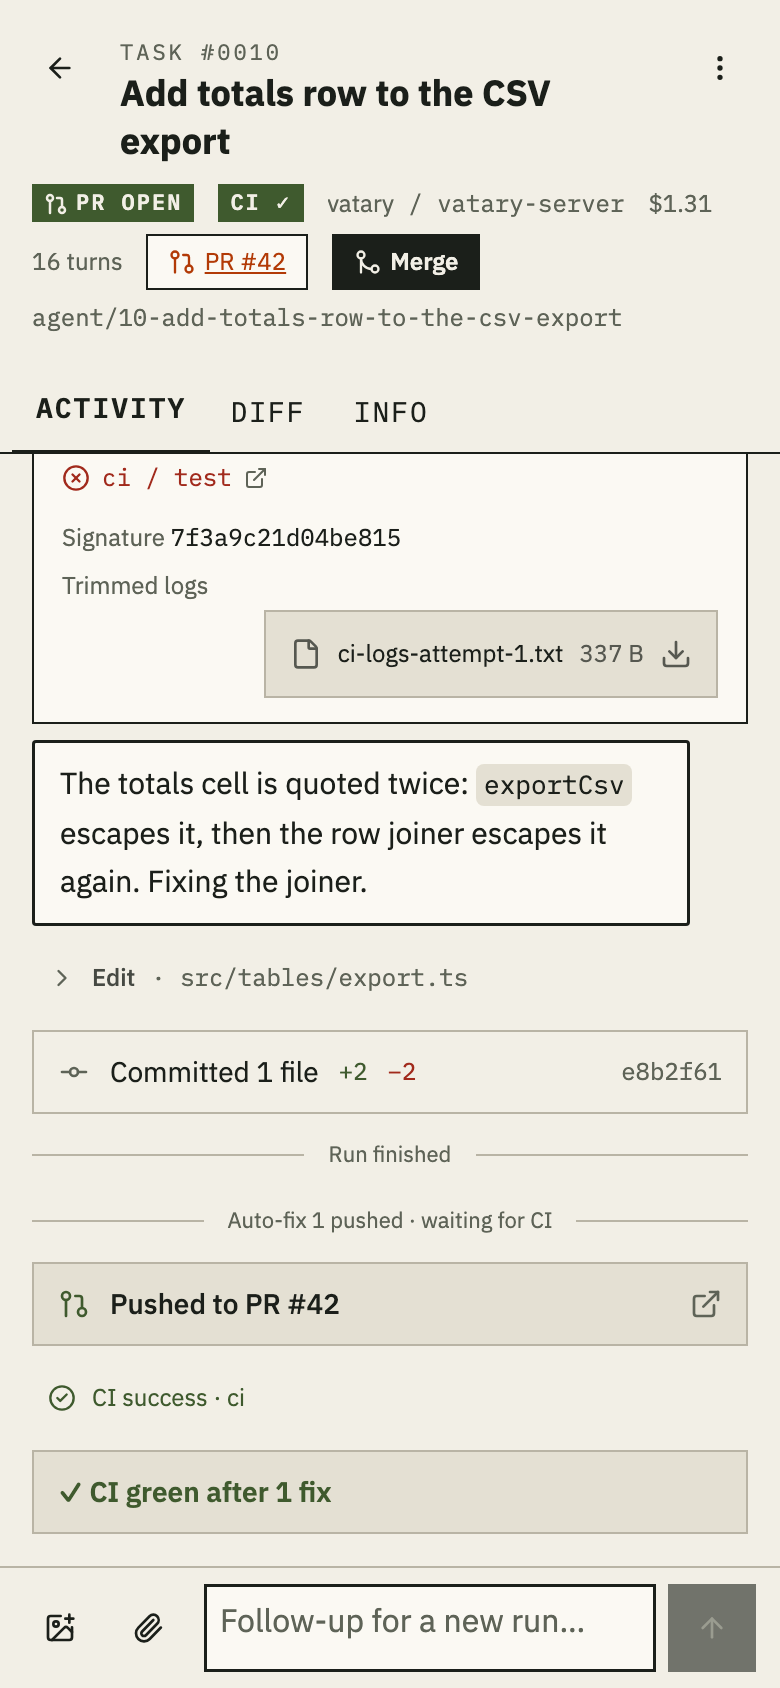 TASK #0010
Add totals row to the CSV
export
PR OPEN CI ✓ vatary / vatary-server $1.31
16 turns PR #42 Merge
agent/10-add-totals-row-to-the-csv-export
ACTIVITY DIFF INFO
ci / test
Signature 7f3a9c21d04be815
Trimmed logs
ci-logs-attempt-1.txt 337 B
The totals cell is quoted twice: exportCsv
escapes it, then the row joiner escapes it
again. Fixing the joiner.
Edit · src/tables/export.ts
Committed 1 file +2 −2 e8b2f61
Run finished
Auto-fix 1 pushed · waiting for CI
Pushed to PR #42
CI success · ci
✓ CI green after 1 fix
Follow-up for a new run…